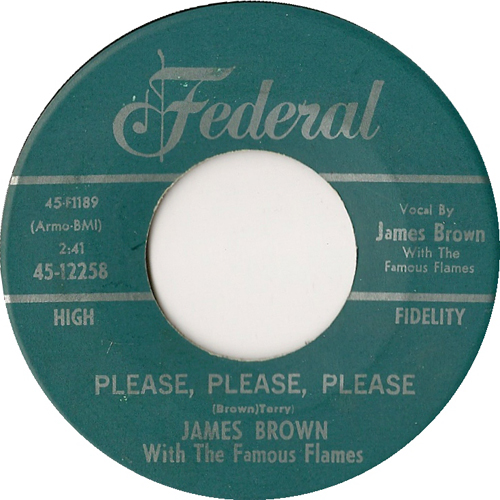 Federal
45-F1189
(Armo-BMI)
2:41
45-12258
Vocal By
James Brown
With The
Famous Flames
HIGH
FIDELITY
PLEASE, PLEASE, PLEASE
(Brown)Terry)
JAMES BROWN
With The Famous Flames